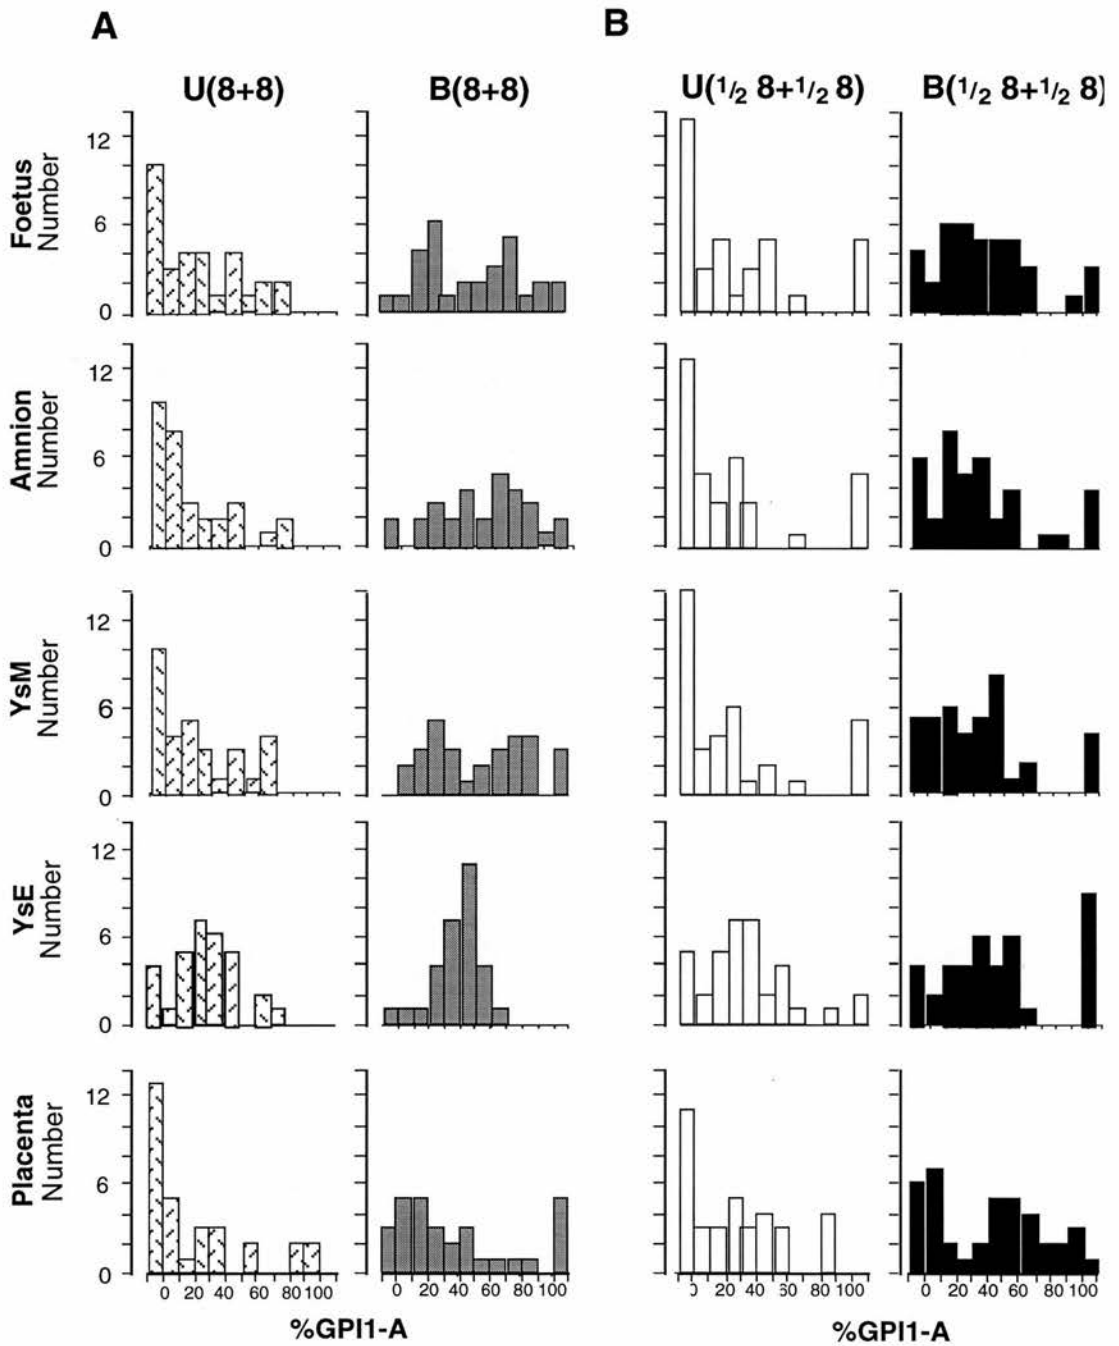 A
B
U(8+8)
B(8+8)
U(1/2 8+1/2 8)
B(1/2 8+1/2 8)
Foetus
Number
12
6
0
Amnion
Number
12
6
0
YsM
Number
12
6
0
YsE
Number
12
6
0
Placenta
Number
12
6
0
0 20 40 60 80 100
0 20 40 60 80 100
20 40 80 100
0 20 40 60 80 100
%GPI1-A
%GPI1-A